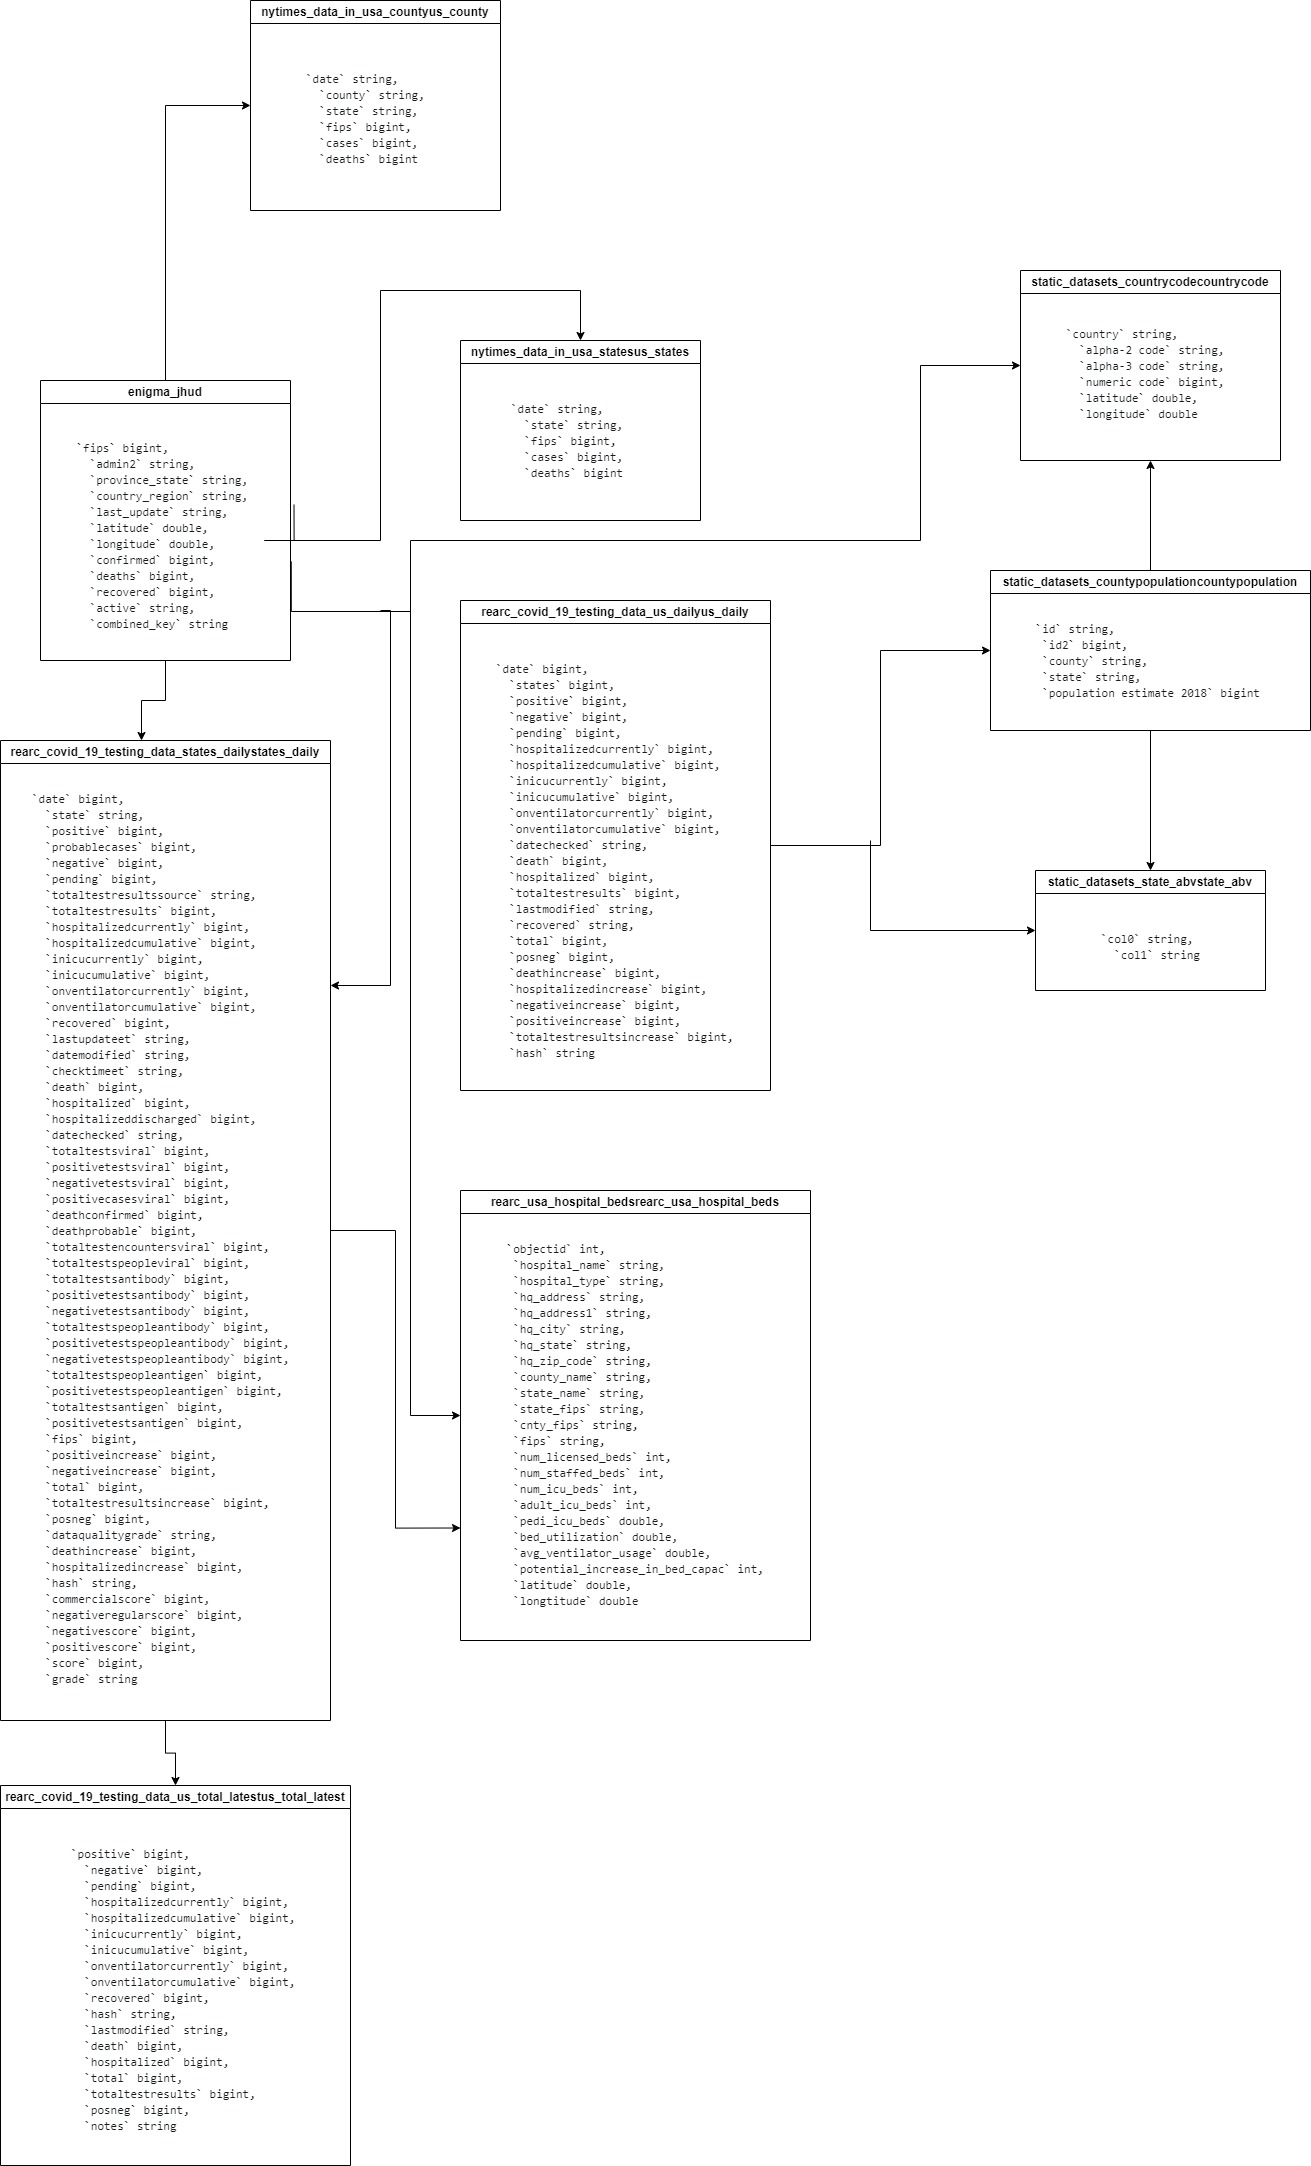 nytimes_data_in_usa_countyus_county
`date` string,
`county` string,
`state` string,
`fips` bigint,
`cases` bigint,
`deaths` bigint
static_datasets_countrycodecountrycode
`country` string,
`alpha-2 code` string,
`alpha-3 code` string,
`numeric code` bigint,
`latitude` double,
`longitude` double
nytimes_data_in_usa_statesus_states
`date` string,
`state` string,
`fips` bigint,
`cases` bigint,
`deaths` bigint
enigma_jhud
`fips` bigint,
`admin2` string,
`province_state` string,
`country_region` string,
`last_update` string,
`latitude` double,
`longitude` double,
`confirmed` bigint,
`deaths` bigint,
`recovered` bigint,
`active` string,
`combined_key` string
static_datasets_countypopulationcountypopulation
`id` string,
`id2` bigint,
`county` string,
`state` string,
`population estimate 2018` bigint
rearc_covid_19_testing_data_us_dailyus_daily
`date` bigint,
`states` bigint,
`positive` bigint,
`negative` bigint,
`pending` bigint,
`hospitalizedcurrently` bigint,
`hospitalizedcumulative` bigint,
`inicucurrently` bigint,
`inicucumulative` bigint,
`onventilatorcurrently` bigint,
`onventilatorcumulative` bigint,
`datechecked` string,
`death` bigint,
`hospitalized` bigint,
`totaltestresults` bigint,
`lastmodified` string,
`recovered` string,
`total` bigint,
`posneg` bigint,
`deathincrease` bigint,
`hospitalizedincrease` bigint,
`negativeincrease` bigint,
`positiveincrease` bigint,
`totaltestresultsincrease` bigint,
`hash` string
static_datasets_state_abvstate_abv
`col0` string,
`col1` string
rearc_covid_19_testing_data_states_dailystates_daily
`date` bigint,
`state` string,
`positive` bigint,
`probablecases` bigint,
`negative` bigint,
`pending` bigint,
`totaltestresultssource` string,
`totaltestresults` bigint,
`hospitalizedcurrently` bigint,
`hospitalizedcumulative` bigint,
`inicucurrently` bigint,
`inicucumulative` bigint,
`onventilatorcurrently` bigint,
`onventilatorcumulative` bigint,
`recovered` bigint,
`lastupdateet` string,
`datemodified` string,
`checktimeet` string,
`death` bigint,
`hospitalized` bigint,
`hospitalizeddischarged` bigint,
`datechecked` string,
`totaltestsviral` bigint,
`positivetestsviral` bigint,
`negativetestsviral` bigint,
`positivecasesviral` bigint,
`deathconfirmed` bigint,
`deathprobable` bigint,
`totaltestencountersviral` bigint,
`totaltestspeopleviral` bigint,
`totaltestsantibody` bigint,
`positivetestsantibody` bigint,
`negativetestsantibody` bigint,
`totaltestspeopleantibody` bigint,
`positivetestspeopleantibody` bigint,
`negativetestspeopleantibody` bigint,
`totaltestspeopleantigen` bigint,
`positivetestspeopleantigen` bigint,
`totaltestsantigen` bigint,
`positivetestsantigen` bigint,
`fips` bigint,
`positiveincrease` bigint,
`negativeincrease` bigint,
`total` bigint,
`totaltestresultsincrease` bigint,
`posneg` bigint,
`dataqualitygrade` string,
`deathincrease` bigint,
`hospitalizedincrease` bigint,
`hash` string,
`commercialscore` bigint,
`negativeregularscore` bigint,
`negativescore` bigint,
`positivescore` bigint,
`score` bigint,
`grade` string
rearc_usa_hospital_bedsrearc_usa_hospital_beds
`objectid` int,
`hospital_name` string,
`hospital_type` string,
`hq_address` string,
`hq_address1` string,
`hq_city` string,
`hq_state` string,
`hq_zip_code` string,
`county_name` string,
`state_name` string,
`state_fips` string,
`cnty_fips` string,
`fips` string,
`num_licensed_beds` int,
`num_staffed_beds` int,
`num_icu_beds` int,
`adult_icu_beds` int,
`pedi_icu_beds` double,
`bed_utilization` double,
`avg_ventilator_usage` double,
`potential_increase_in_bed_capac` int,
`latitude` double,
`longtitude` double
rearc_covid_19_testing_data_us_total_latestus_total_latest
`positive` bigint,
`negative` bigint,
`pending` bigint,
`hospitalizedcurrently` bigint,
`hospitalizedcumulative` bigint,
`inicucurrently` bigint,
`inicucumulative` bigint,
`onventilatorcurrently` bigint,
`onventilatorcumulative` bigint,
`recovered` bigint,
`hash` string,
`lastmodified` string,
`death` bigint,
`hospitalized` bigint,
`total` bigint,
`totaltestresults` bigint,
`posneg` bigint,
`notes` string